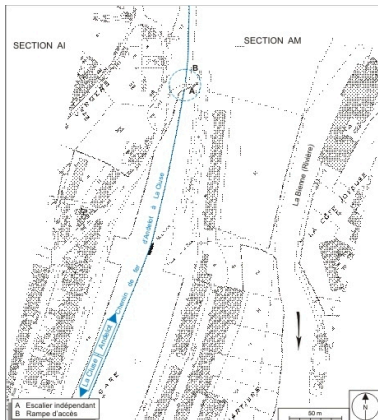 SECTION AI
SECTION AM
B
A
La Bienne (Rivière)
LA CÔTE JOYEUSE
Chemin de fer d'Andelot à La Cluse
La Cluse
Andelot
A Escalier indépendant
B Rampe d'accès
50 m